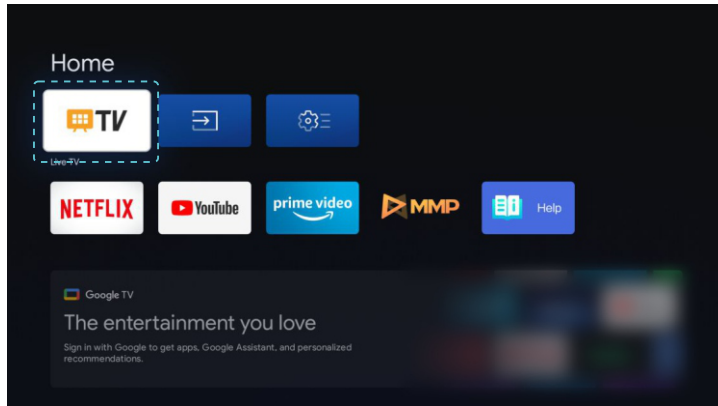 Home
TV
Live TV
NETFLIX
YouTube
prime video
MMP
Help
Google TV
The entertainment you love
Sign in with Google to get apps, Google Assistant, and personalized
recommendations.